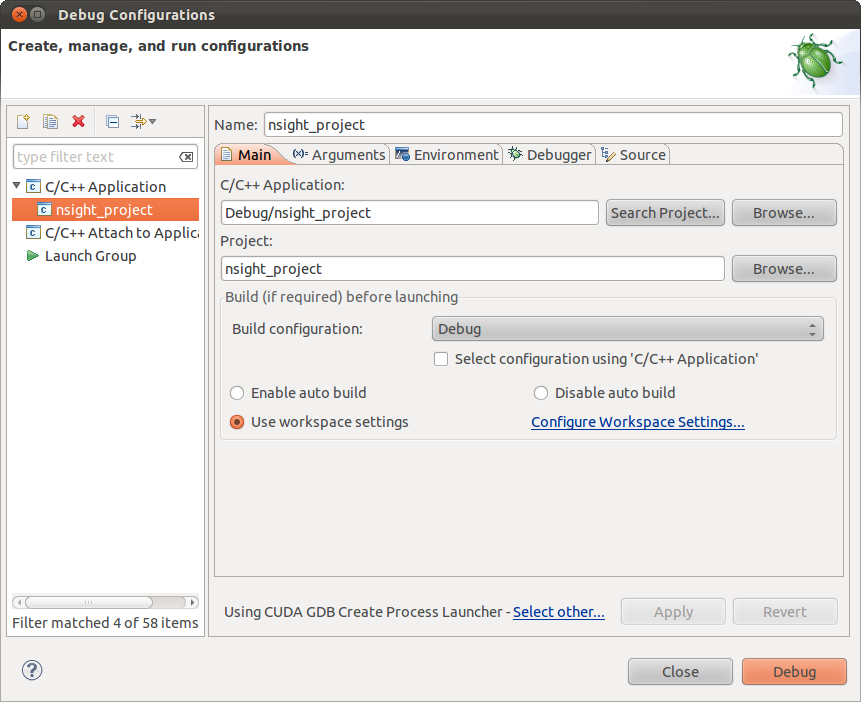 Debug Configurations
Create, manage, and run configurations
type filter text
C/C++ Application
nsight_project
C/C++ Attach to Applica
Launch Group
Filter matched 4 of 58 items
Name: nsight_project
Main (x)= Arguments Environment Debugger Source
C/C++ Application:
Debug/nsight_project Search Project... Browse...
Project:
nsight_project Browse...
Build (if required) before launching
Build configuration: Debug
Select configuration using 'C/C++ Application'
Enable auto build Disable auto build
Use workspace settings Configure Workspace Settings...
Using CUDA GDB Create Process Launcher - Select other... Apply Revert
? Close Debug